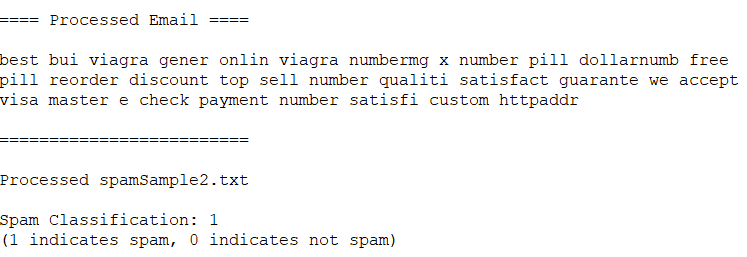 ==== Processed Email ====
best bui viagra gener onlin viagra numbermg x number pill dollarnumb free
pill reorder discount top sell number qualiti satisfact guarante we accept
visa master e check payment number satisfi custom httpaddr
=========================
Processed spamSample2.txt
Spam Classification: 1
(1 indicates spam, 0 indicates not spam)